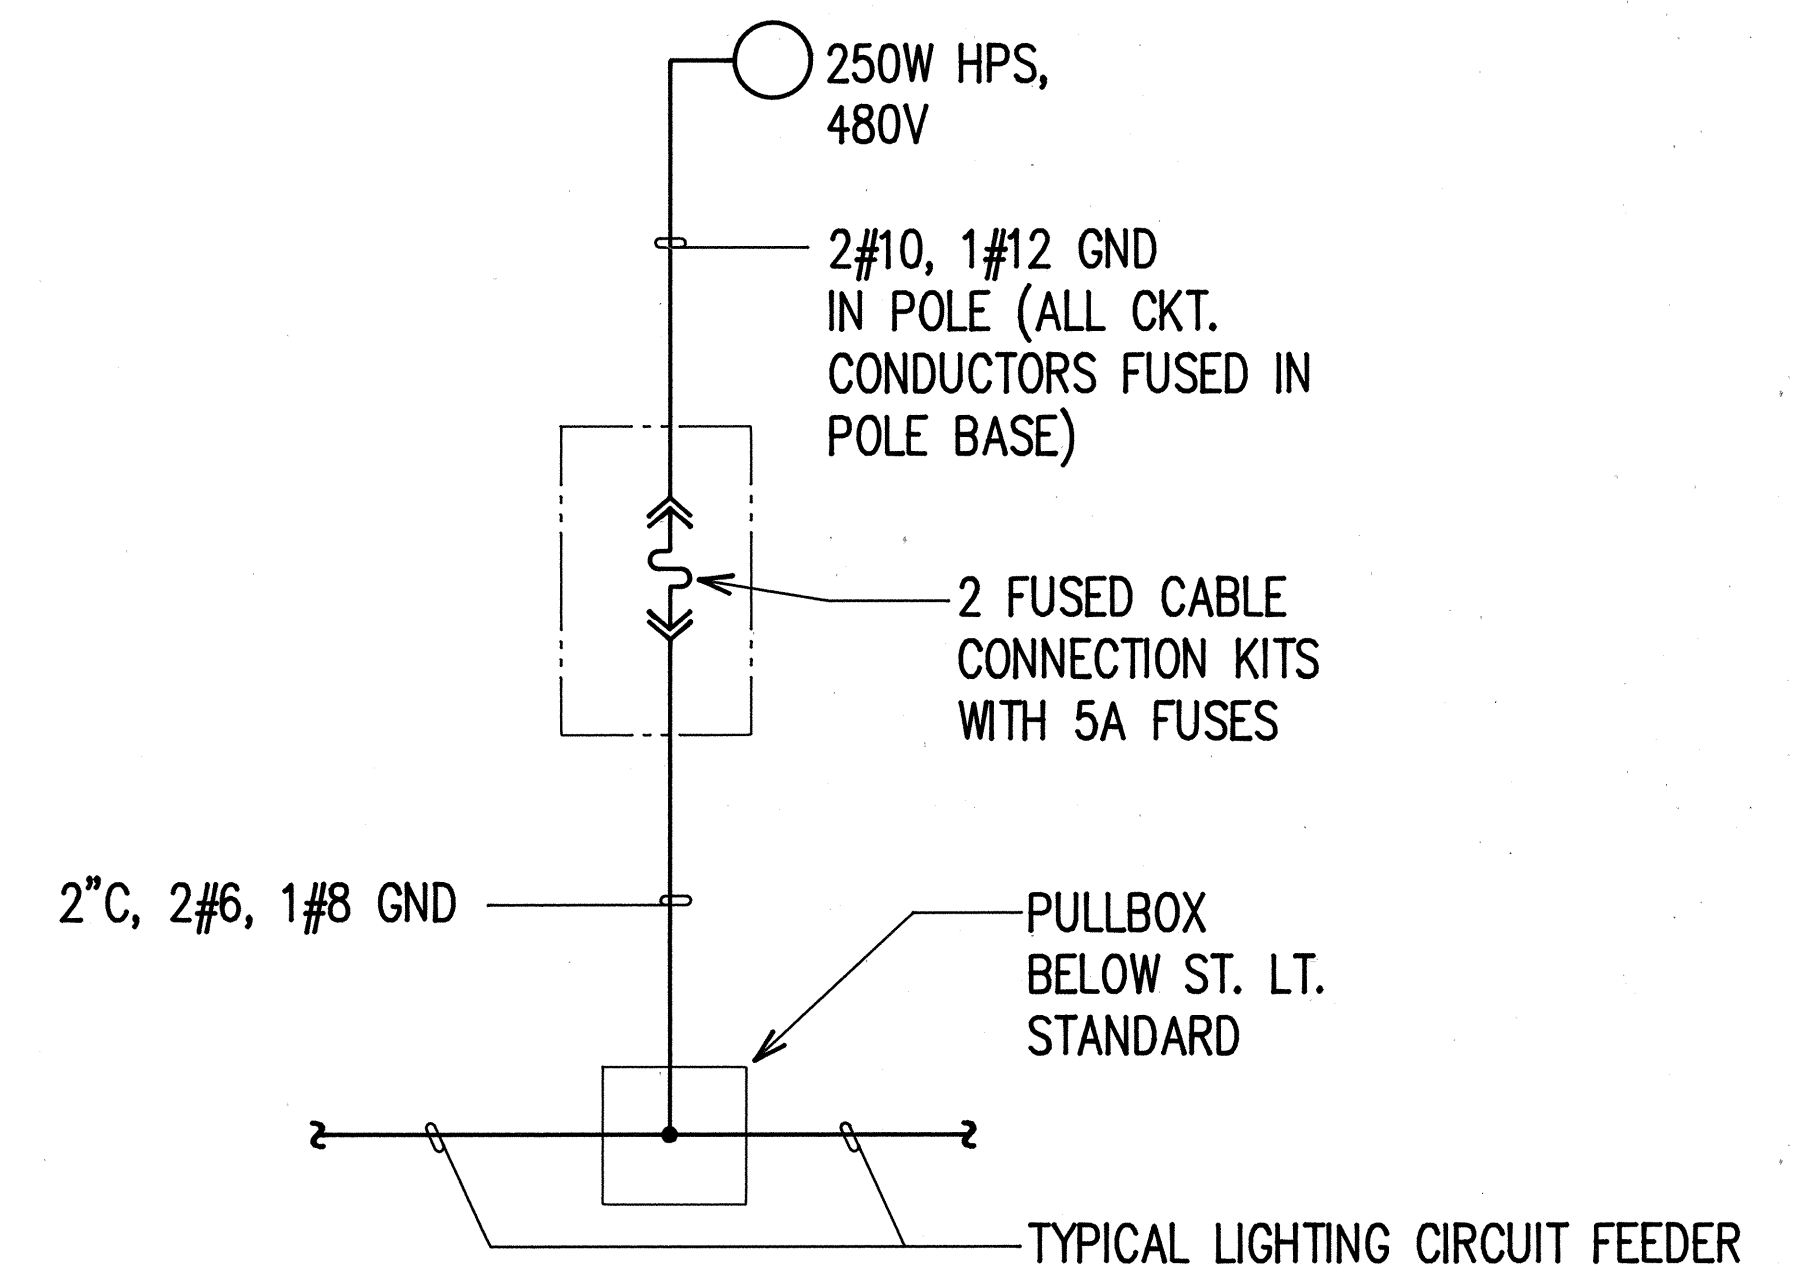 250W HPS,
480V
2#10, 1#12 GND
IN POLE (ALL CKT.
CONDUCTORS FUSED IN
POLE BASE)
2 FUSED CABLE
CONNECTION KITS
WITH 5A FUSES
2"C, 2#6, 1#8 GND
PULLBOX
BELOW ST. LT.
STANDARD
TYPICAL LIGHTING CIRCUIT FEEDER